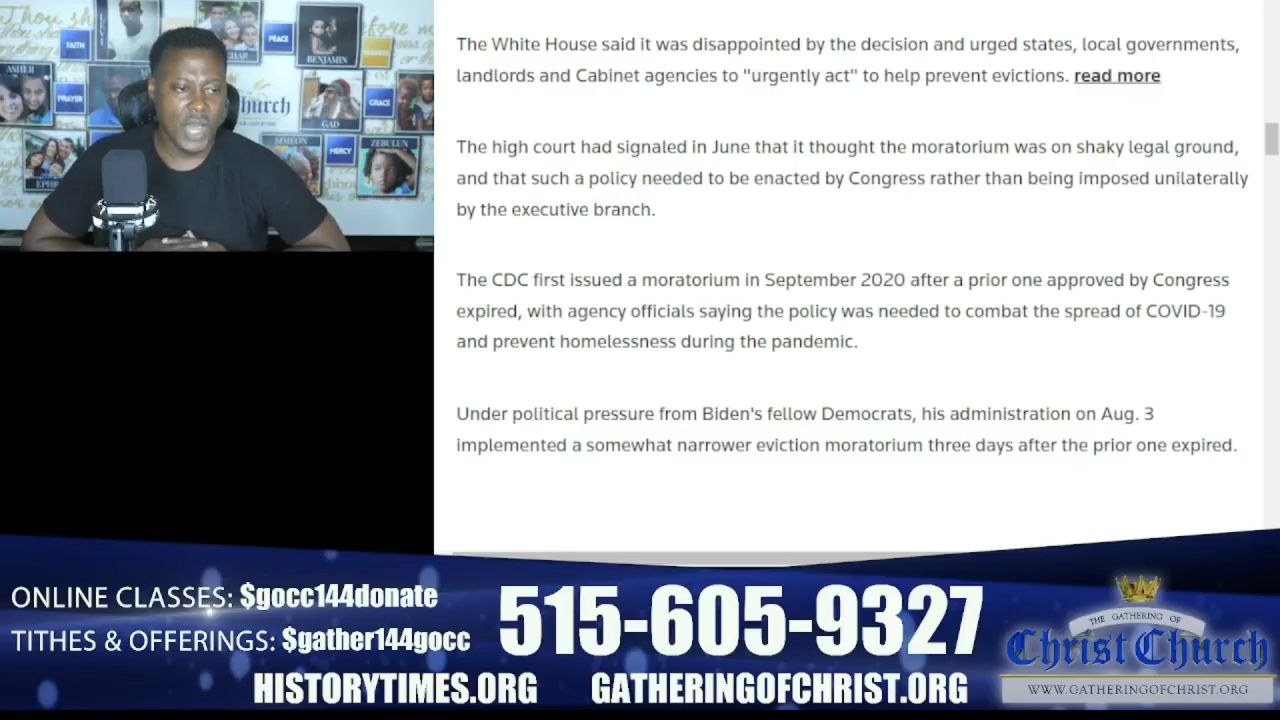 Thou sh
FAITH
PEACE
BENJAMIN
ASHER
PRAYER
GRACE
Church
GAD
SIMEON
MERCY
ZEBULUN
EPHR
The White House said it was disappointed by the decision and urged states, local governments,
landlords and Cabinet agencies to "urgently act" to help prevent evictions. read more
The high court had signaled in June that it thought the moratorium was on shaky legal ground,
and that such a policy needed to be enacted by Congress rather than being imposed unilaterally
by the executive branch.
The CDC first issued a moratorium in September 2020 after a prior one approved by Congress
expired, with agency officials saying the policy was needed to combat the spread of COVID-19
and prevent homelessness during the pandemic.
Under political pressure from Biden's fellow Democrats, his administration on Aug. 3
implemented a somewhat narrower eviction moratorium three days after the prior one expired.
ONLINE CLASSES: $gocc144donate
TITHES & OFFERINGS: $gather144gocc
515-605-9327
HISTORYTIMES.ORG GATHERINGOFCHRIST.ORG
THE GATHERING OF
Christ Church
WWW.GATHERINGOFCHRIST.ORG